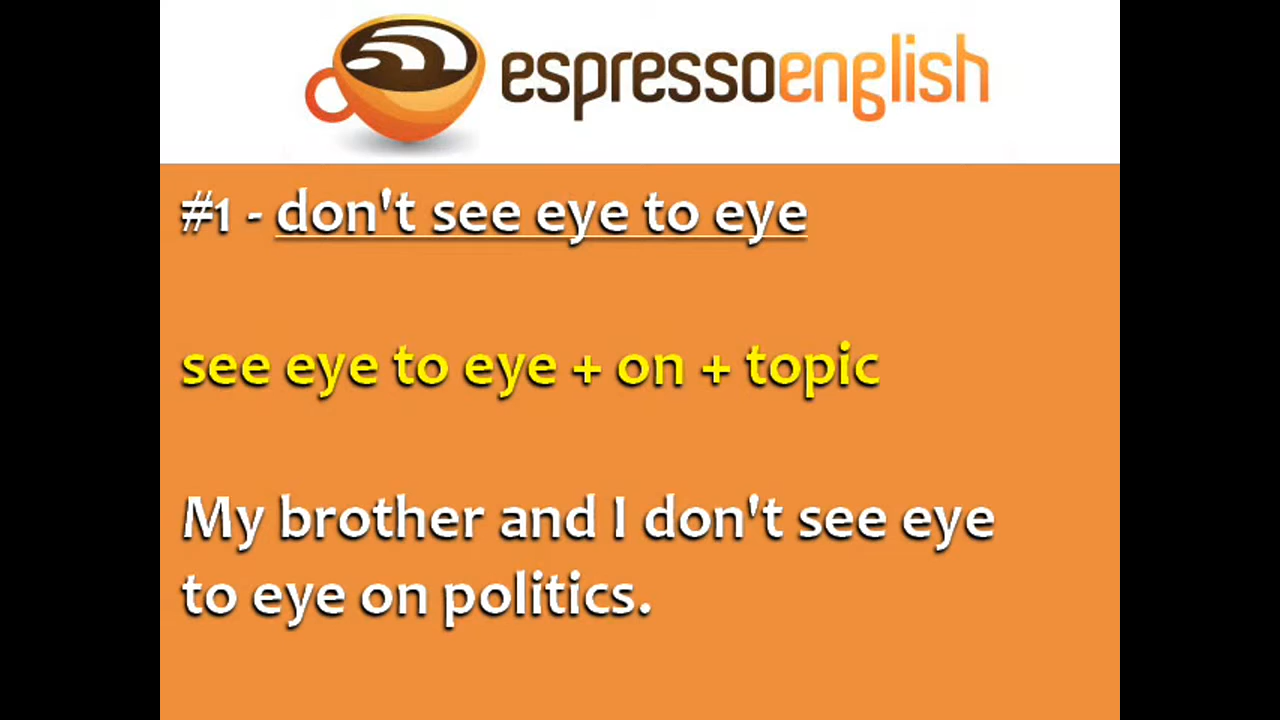 espressoenglish
#1 - don't see eye to eye
see eye to eye + on + topic
My brother and I don't see eye
to eye on politics.